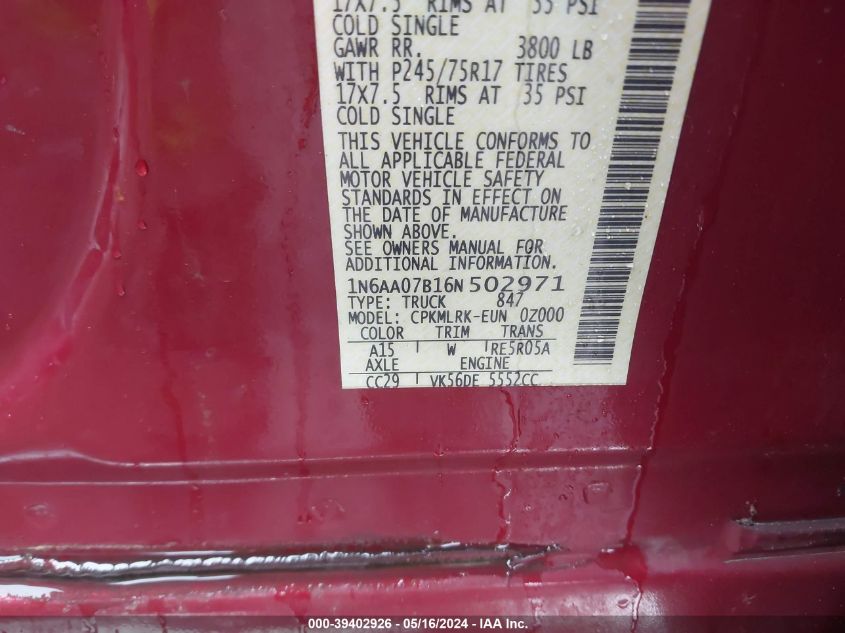 17X7.5 RIMS AT 35 PSI
COLD SINGLE
GAWR RR. 3800 LB
WITH P245/75R17 TIRES
17X7.5 RIMS AT 35 PSI
COLD SINGLE
THIS VEHICLE CONFORMS TO
ALL APPLICABLE FEDERAL
MOTOR VEHICLE SAFETY
STANDARDS IN EFFECT ON
THE DATE OF MANUFACTURE
SHOWN ABOVE.
SEE OWNERS MANUAL FOR
ADDITIONAL INFORMATION.
1N6AA07B16N502971
TYPE: TRUCK 847
MODEL: CPKMLRK-EUN 0Z000
COLOR TRIM TRANS
A15 W RE5R05A
AXLE ENGINE
CC29 VK56DE 5552CC
000-39402926 - 05/16/2024 - IAA Inc.